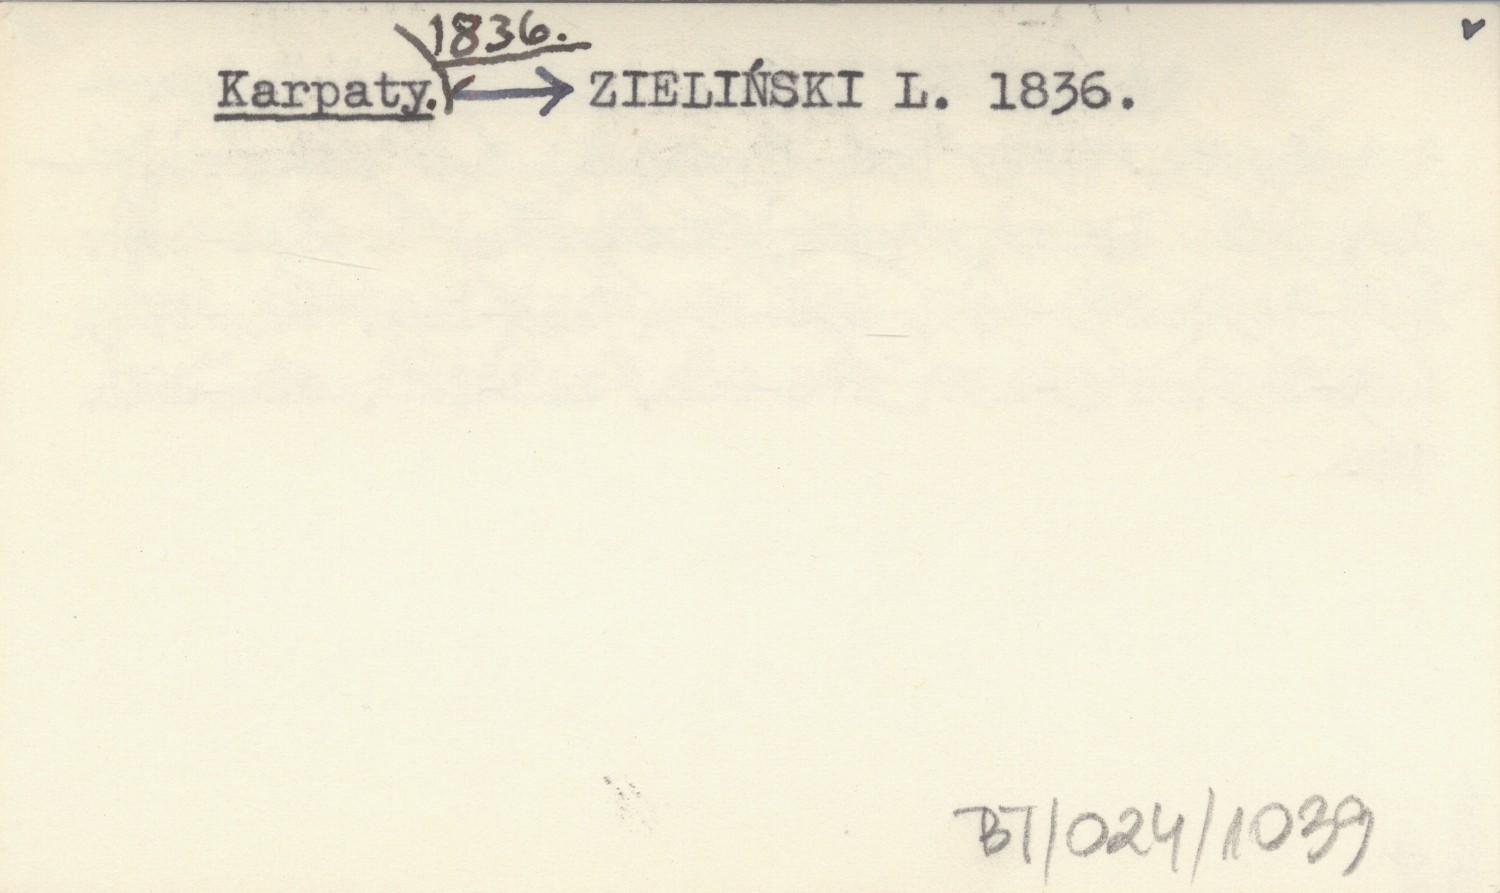 1836.
Karpaty. → ZIELIŃSKI L. 1836.
BT/024/1039